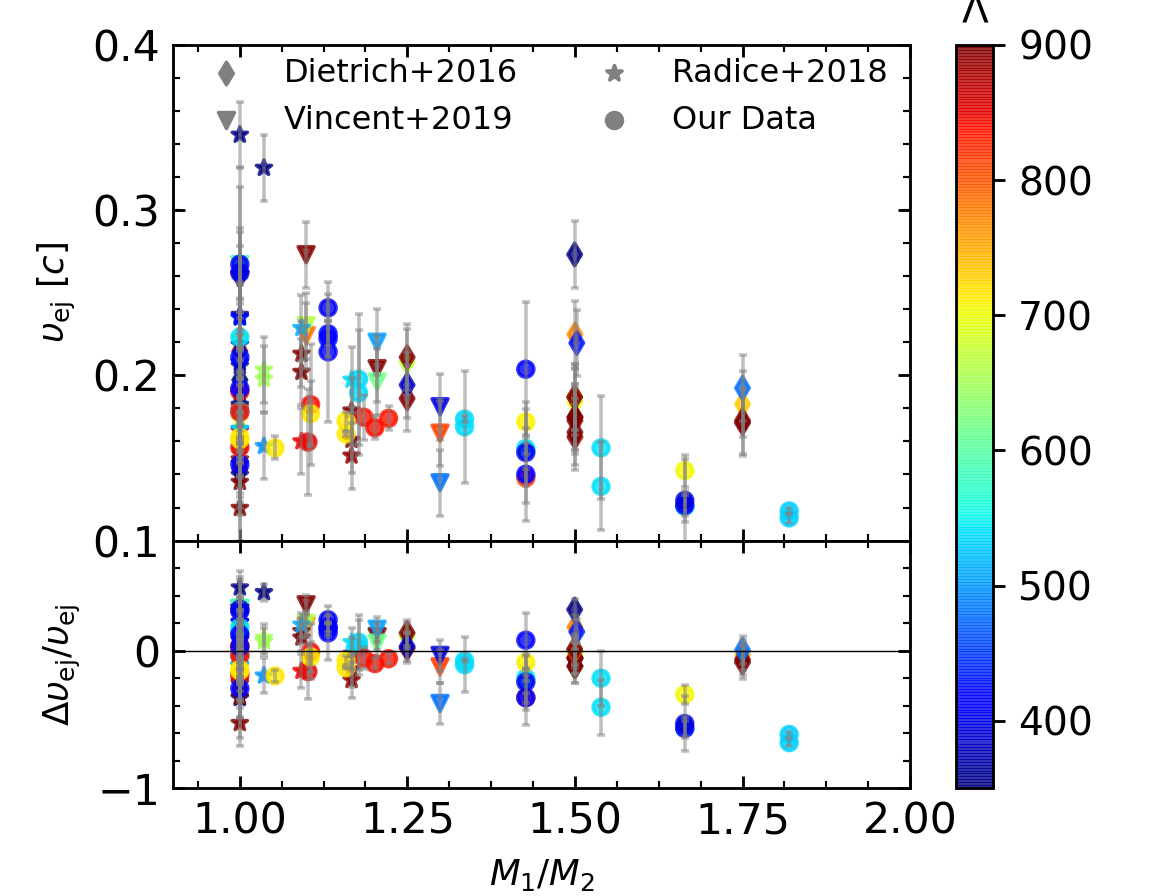 Λ̃
0.4
0.3
0.2
0.1
υej [c]
Dietrich+2016
Vincent+2019
Radice+2018
Our Data
0
−1
Δυej/υej
1.00 1.25 1.50 1.75 2.00
M1/M2
900
800
700
600
500
400